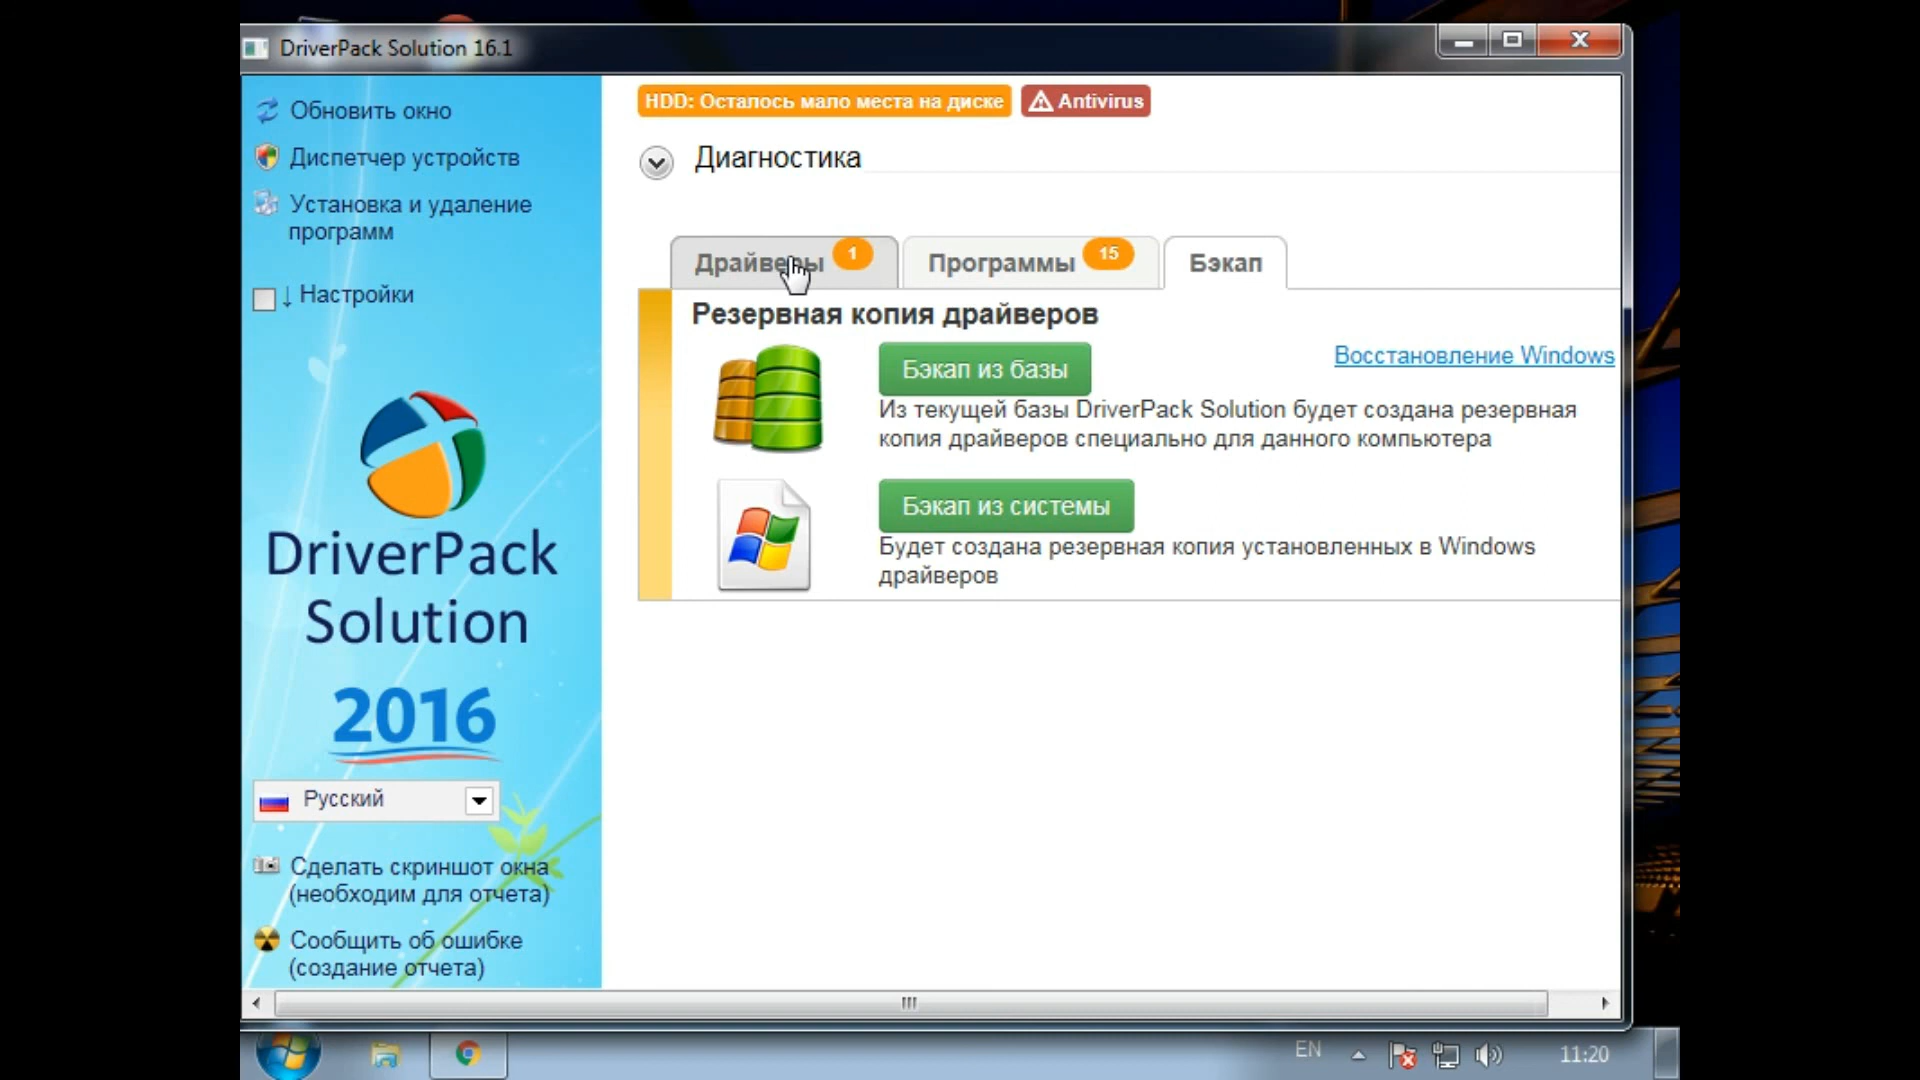 DriverPack Solution 16.1
Обновить окно
Диспетчер устройств
Установка и удаление
программ
↓ Настройки
DriverPack
Solution
2016
Русский
Сделать скриншот окна
(необходим для отчета)
Сообщить об ошибке
(создание отчета)
HDD: Осталось мало места на диске
Antivirus
Диагностика
Драйверы 1
Программы 15
Бэкап
Резервная копия драйверов
Бэкап из базы
Восстановление Windows
Из текущей базы DriverPack Solution будет создана резервная
копия драйверов специально для данного компьютера
Бэкап из системы
Будет создана резервная копия установленных в Windows
драйверов
EN
11:20